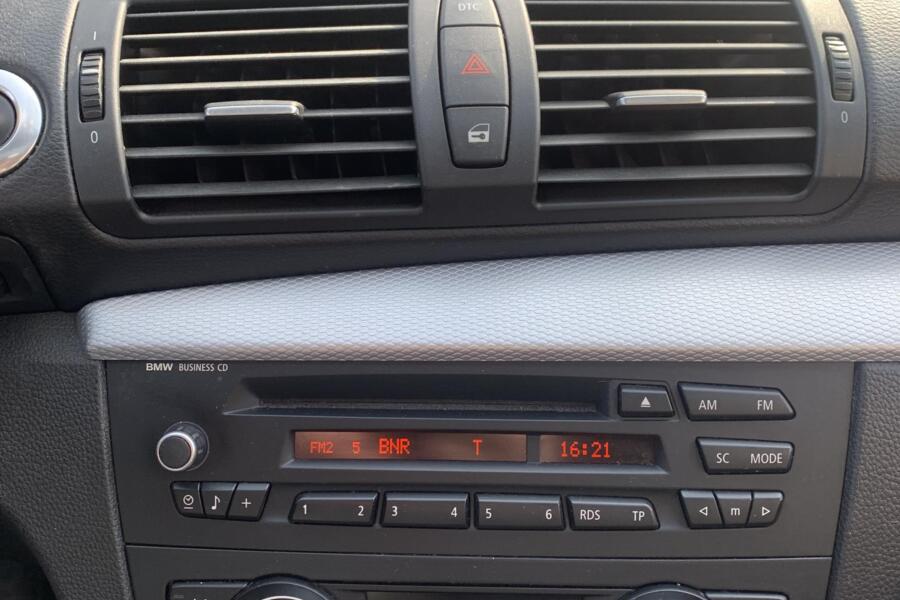 DTC
I
0
0
BMW BUSINESS CD
AM FM
FM2 5 BNR T 16:21
SC MODE
+
1 2 3 4 5 6 RDS TP
m